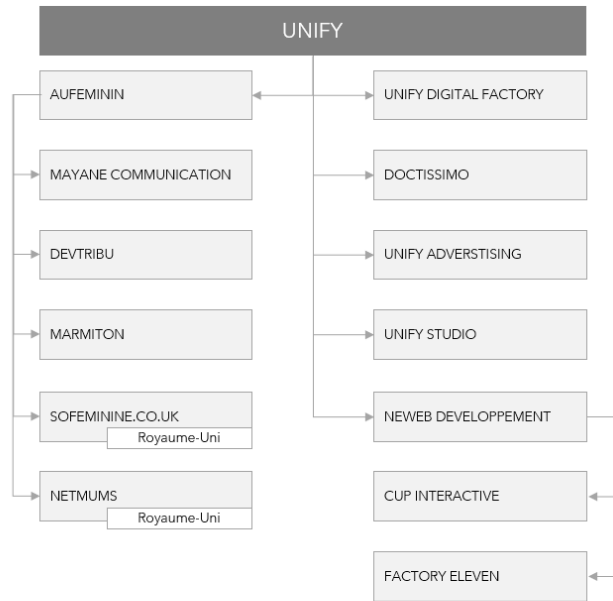 UNIFY
AUFEMININ
UNIFY DIGITAL FACTORY
MAYANE COMMUNICATION
DOCTISSIMO
DEVTRIBU
UNIFY ADVERSTISING
MARMITON
UNIFY STUDIO
SOFEMININE.CO.UK
Royaume-Uni
NEWEB DEVELOPPEMENT
NETMUMS
Royaume-Uni
CUP INTERACTIVE
FACTORY ELEVEN